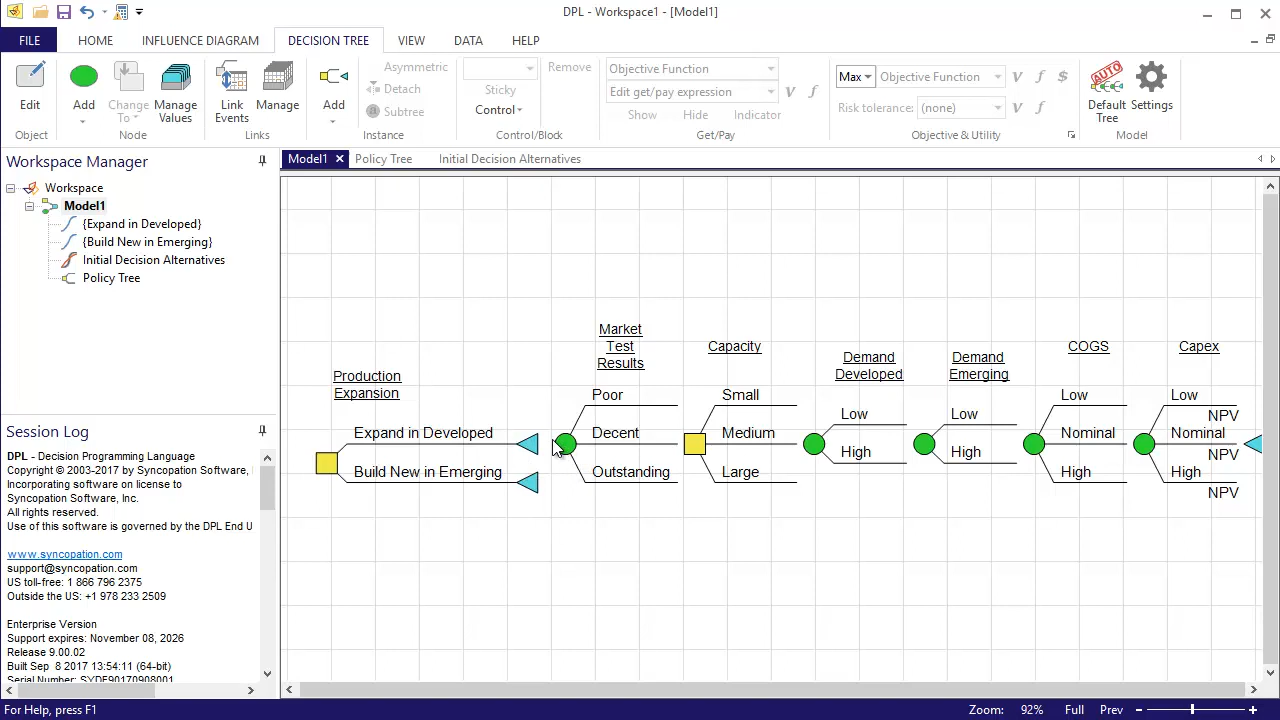 DPL - Workspace1 - [Model1]
FILE HOME INFLUENCE DIAGRAM DECISION TREE VIEW DATA HELP
Edit
Object
Add
Change To
Manage Values
Node
Link Events
Manage
Links
Add
Asymmetric
Detach
Subtree
Instance
Remove
Sticky
Control
Control/Block
Objective Function
Edit get/pay expression
Show Hide Indicator
Get/Pay
Max Objective Function
Risk tolerance: (none)
Objective & Utility
AUTO
Default Tree
Settings
Model
Workspace Manager
Workspace
Model1
{Expand in Developed}
{Build New in Emerging}
Initial Decision Alternatives
Policy Tree
Session Log
DPL - Decision Programming Language
Copyright © 2003-2017 by Syncopation Software,
Incorporating software on license to
Syncopation Software, Inc.
All rights reserved.
Use of this software is governed by the DPL End U
www.syncopation.com
support@syncopation.com
US toll-free: 1 866 796 2375
Outside the US: +1 978 233 2509
Enterprise Version
Support expires: November 08, 2026
Release 9.00.02
Built Sep 8 2017 13:54:11 (64-bit)
Serial Number: SYDE90170908001
Model1 Policy Tree Initial Decision Alternatives
Production
Expansion
Expand in Developed
Build New in Emerging
Market
Test
Results
Poor
Decent
Outstanding
Capacity
Small
Medium
Large
Demand
Developed
Low
High
Demand
Emerging
Low
High
COGS
Low
Nominal
High
Capex
Low
NPV
Nominal
NPV
High
NPV
For Help, press F1
Zoom: 92% Full Prev